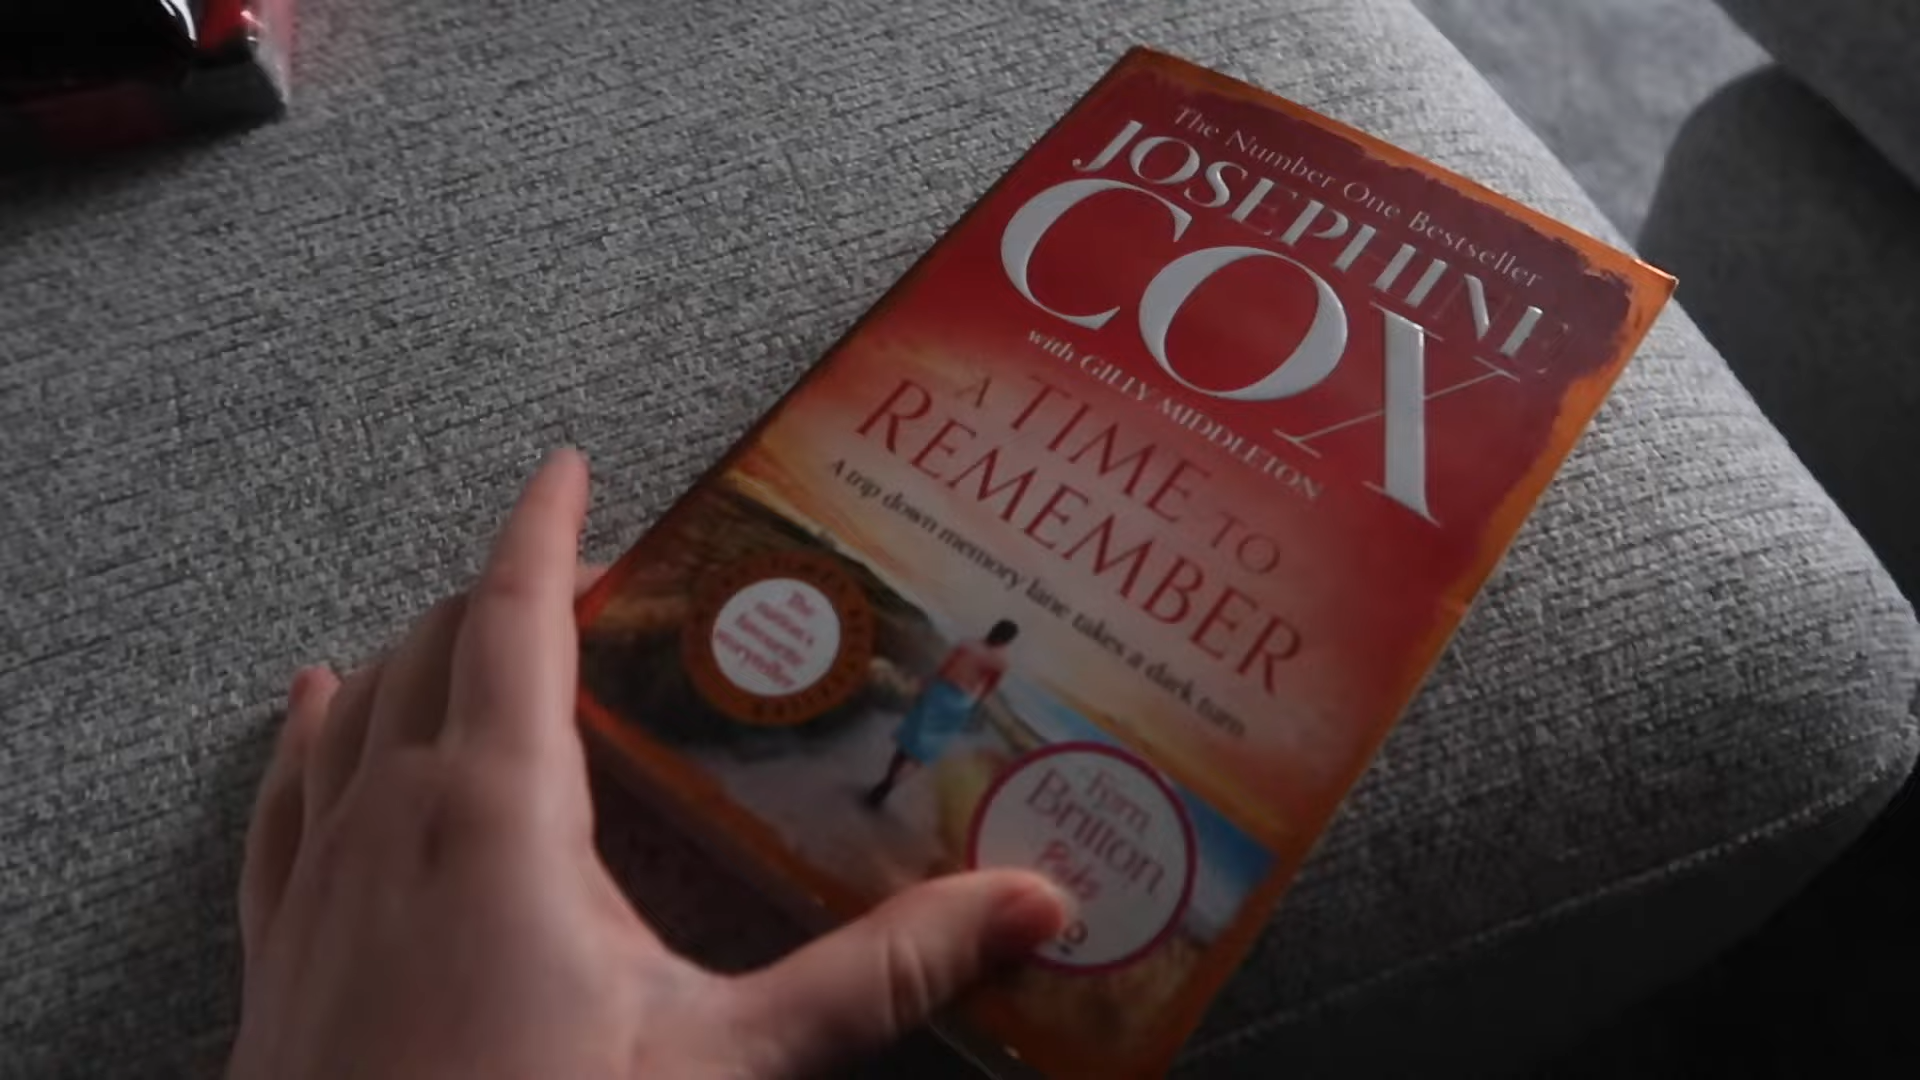 The Number One Bestseller
JOSEPHINE
COX
with GILLY MIDDLETON
A TIME TO
REMEMBER
A trip down memory lane takes a dark turn
The
nation's
favourite
storyteller
Fern
Britton
Picks